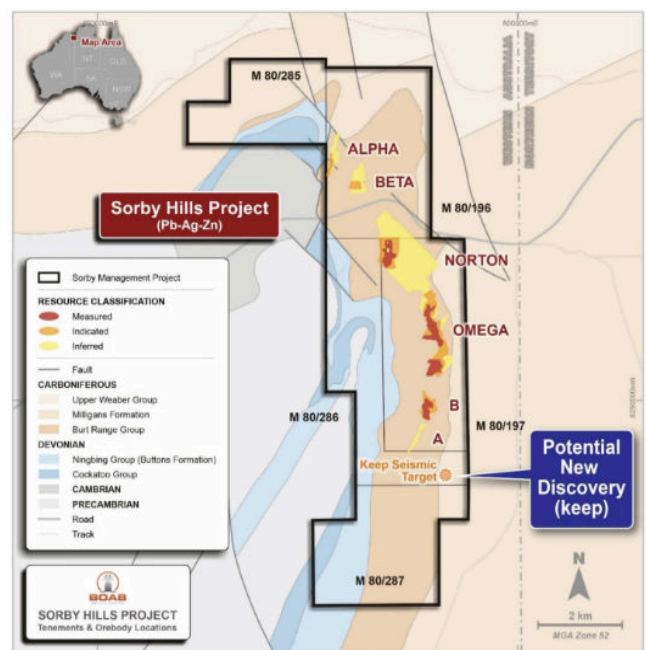 Map Area
WA
NT
QLD
SA
NSW
500000mE
WESTERN AUSTRALIA
NORTHERN TERRITORY
M 80/285
ALPHA
BETA
Sorby Hills Project
(Pb-Ag-Zn)
M 80/196
NORTON
OMEGA
B
A
M 80/286
M 80/197
Keep Seismic
Target
Potential
New
Discovery
(keep)
M 80/287
Sorby Management Project
RESOURCE CLASSIFICATION
Measured
Indicated
Inferred
Fault
CARBONIFEROUS
Upper Weaber Group
Milligans Formation
Burt Range Group
DEVONIAN
Ningbing Group (Buttons Formation)
Cockatoo Group
CAMBRIAN
PRECAMBRIAN
Road
Track
BOAB
SORBY HILLS PROJECT
Tenements & Orebody Locations
N
2 km
MGA Zone 52